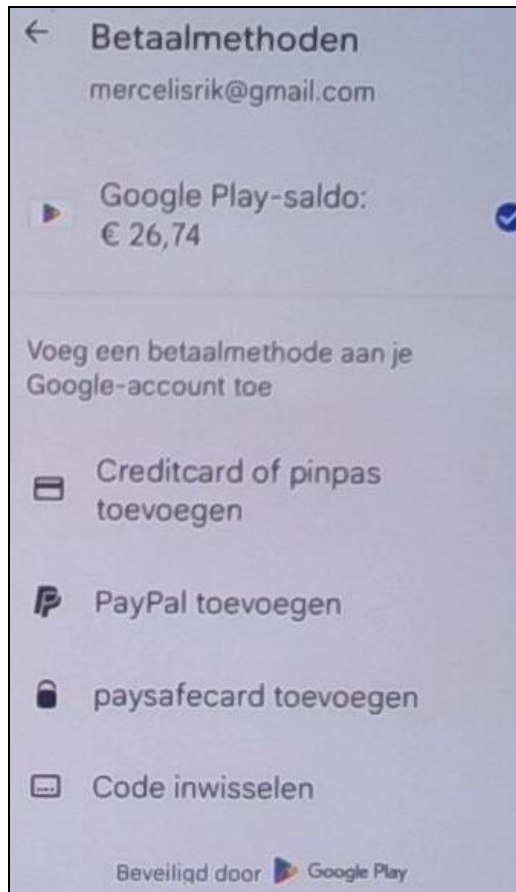 Betaalmethoden
mercelisrik@gmail.com
Google Play-saldo:
€ 26,74
Voeg een betaalmethode aan je
Google-account toe
Creditcard of pinpas
toevoegen
PayPal toevoegen
paysafecard toevoegen
Code inwisselen
Beveiligd door Google Play